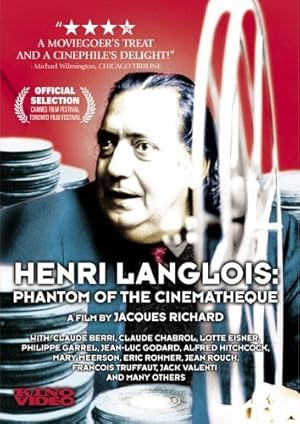 "★★★½
A MOVIEGOER'S TREAT
AND A CINEPHILE'S DELIGHT!"
- Michael Wilmington, CHICAGO TRIBUNE
OFFICIAL
SELECTION
CANNES FILM FESTIVAL
TORONTO FILM FESTIVAL
HENRI LANGLOIS:
PHANTOM OF THE CINEMATHEQUE
A FILM BY JACQUES RICHARD
WITH: CLAUDE BERRI, CLAUDE CHABROL, LOTTE EISNER,
PHILIPPE GARREL, JEAN-LUC GODARD, ALFRED HITCHCOCK,
MARY MEERSON, ERIC ROHMER, JEAN ROUCH,
FRANCOIS TRUFFAUT, JACK VALENTI
AND MANY OTHERS
KINO
VIDEO